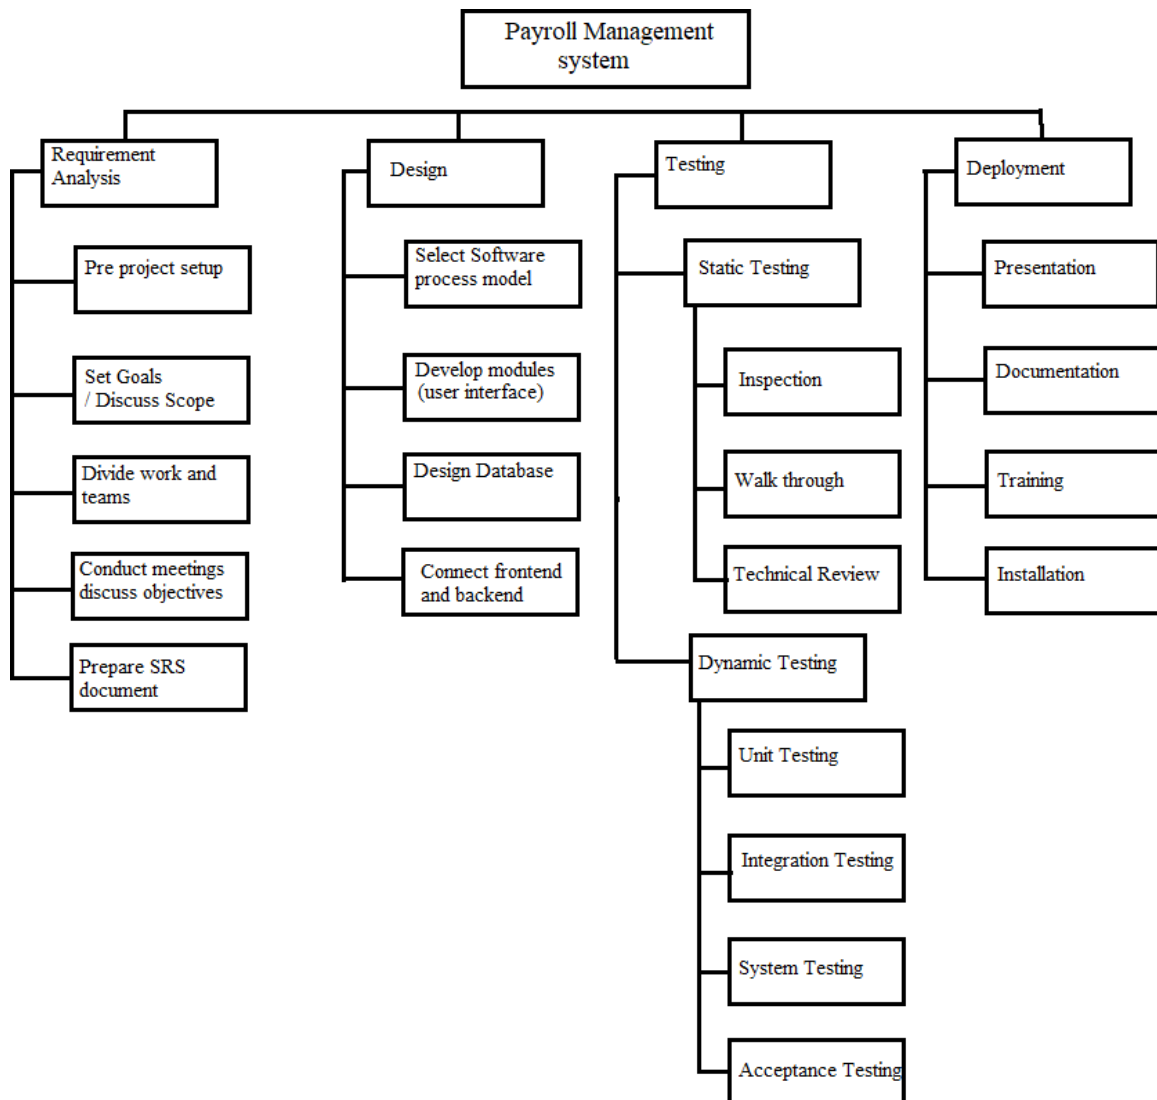 Payroll Management
system
Requirement
Analysis
Pre project setup
Set Goals
/ Discuss Scope
Divide work and
teams
Conduct meetings
discuss objectives
Prepare SRS
document
Design
Select Software
process model
Develop modules
(user interface)
Design Database
Connect frontend
and backend
Testing
Static Testing
Inspection
Walk through
Technical Review
Dynamic Testing
Unit Testing
Integration Testing
System Testing
Acceptance Testing
Deployment
Presentation
Documentation
Training
Installation